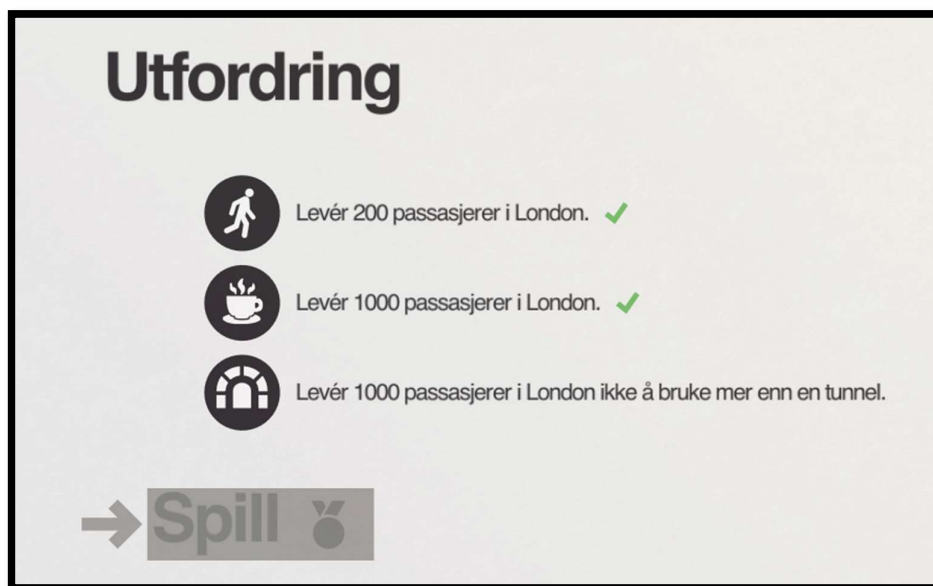 Utfordring
Levér 200 passasjerer i London.
Levér 1000 passasjerer i London.
Levér 1000 passasjerer i London ikke å bruke mer enn en tunnel.
Spill